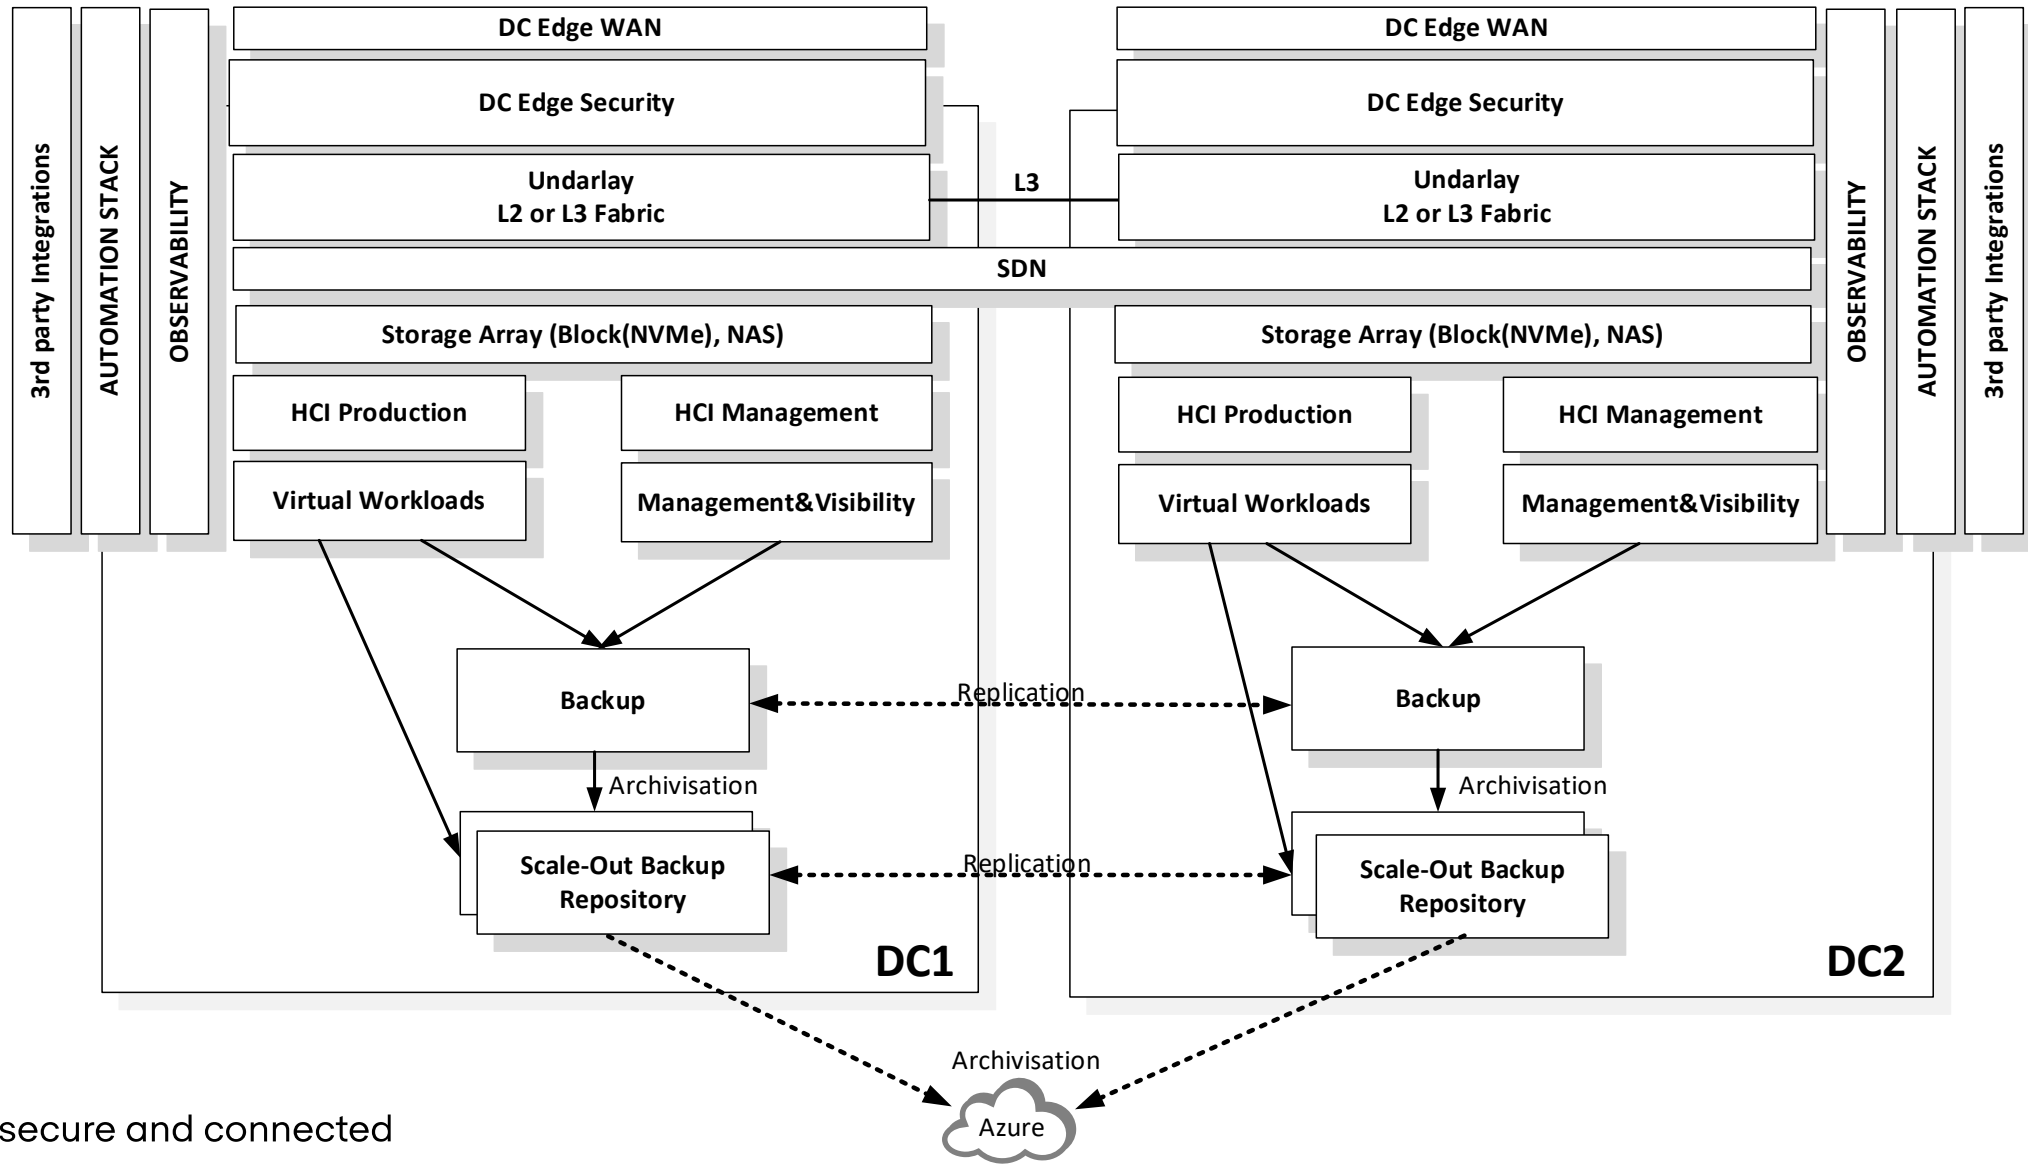 3rd party Integrations
AUTOMATION STACK
OBSERVABILITY
DC Edge WAN
DC Edge Security
Undarlay
L2 or L3 Fabric
L3
DC Edge WAN
DC Edge Security
Undarlay
L2 or L3 Fabric
OBSERVABILITY
AUTOMATION STACK
3rd party Integrations
SDN
Storage Array (Block(NVMe), NAS)
HCI Production
HCI Management
Virtual Workloads
Management&Visibility
Storage Array (Block(NVMe), NAS)
HCI Production
HCI Management
Virtual Workloads
Management&Visibility
Backup
Replication
Backup
Archivisation
Archivisation
Scale-Out Backup
Repository
Replication
Scale-Out Backup
Repository
DC1
DC2
Archivisation
Azure
secure and connected